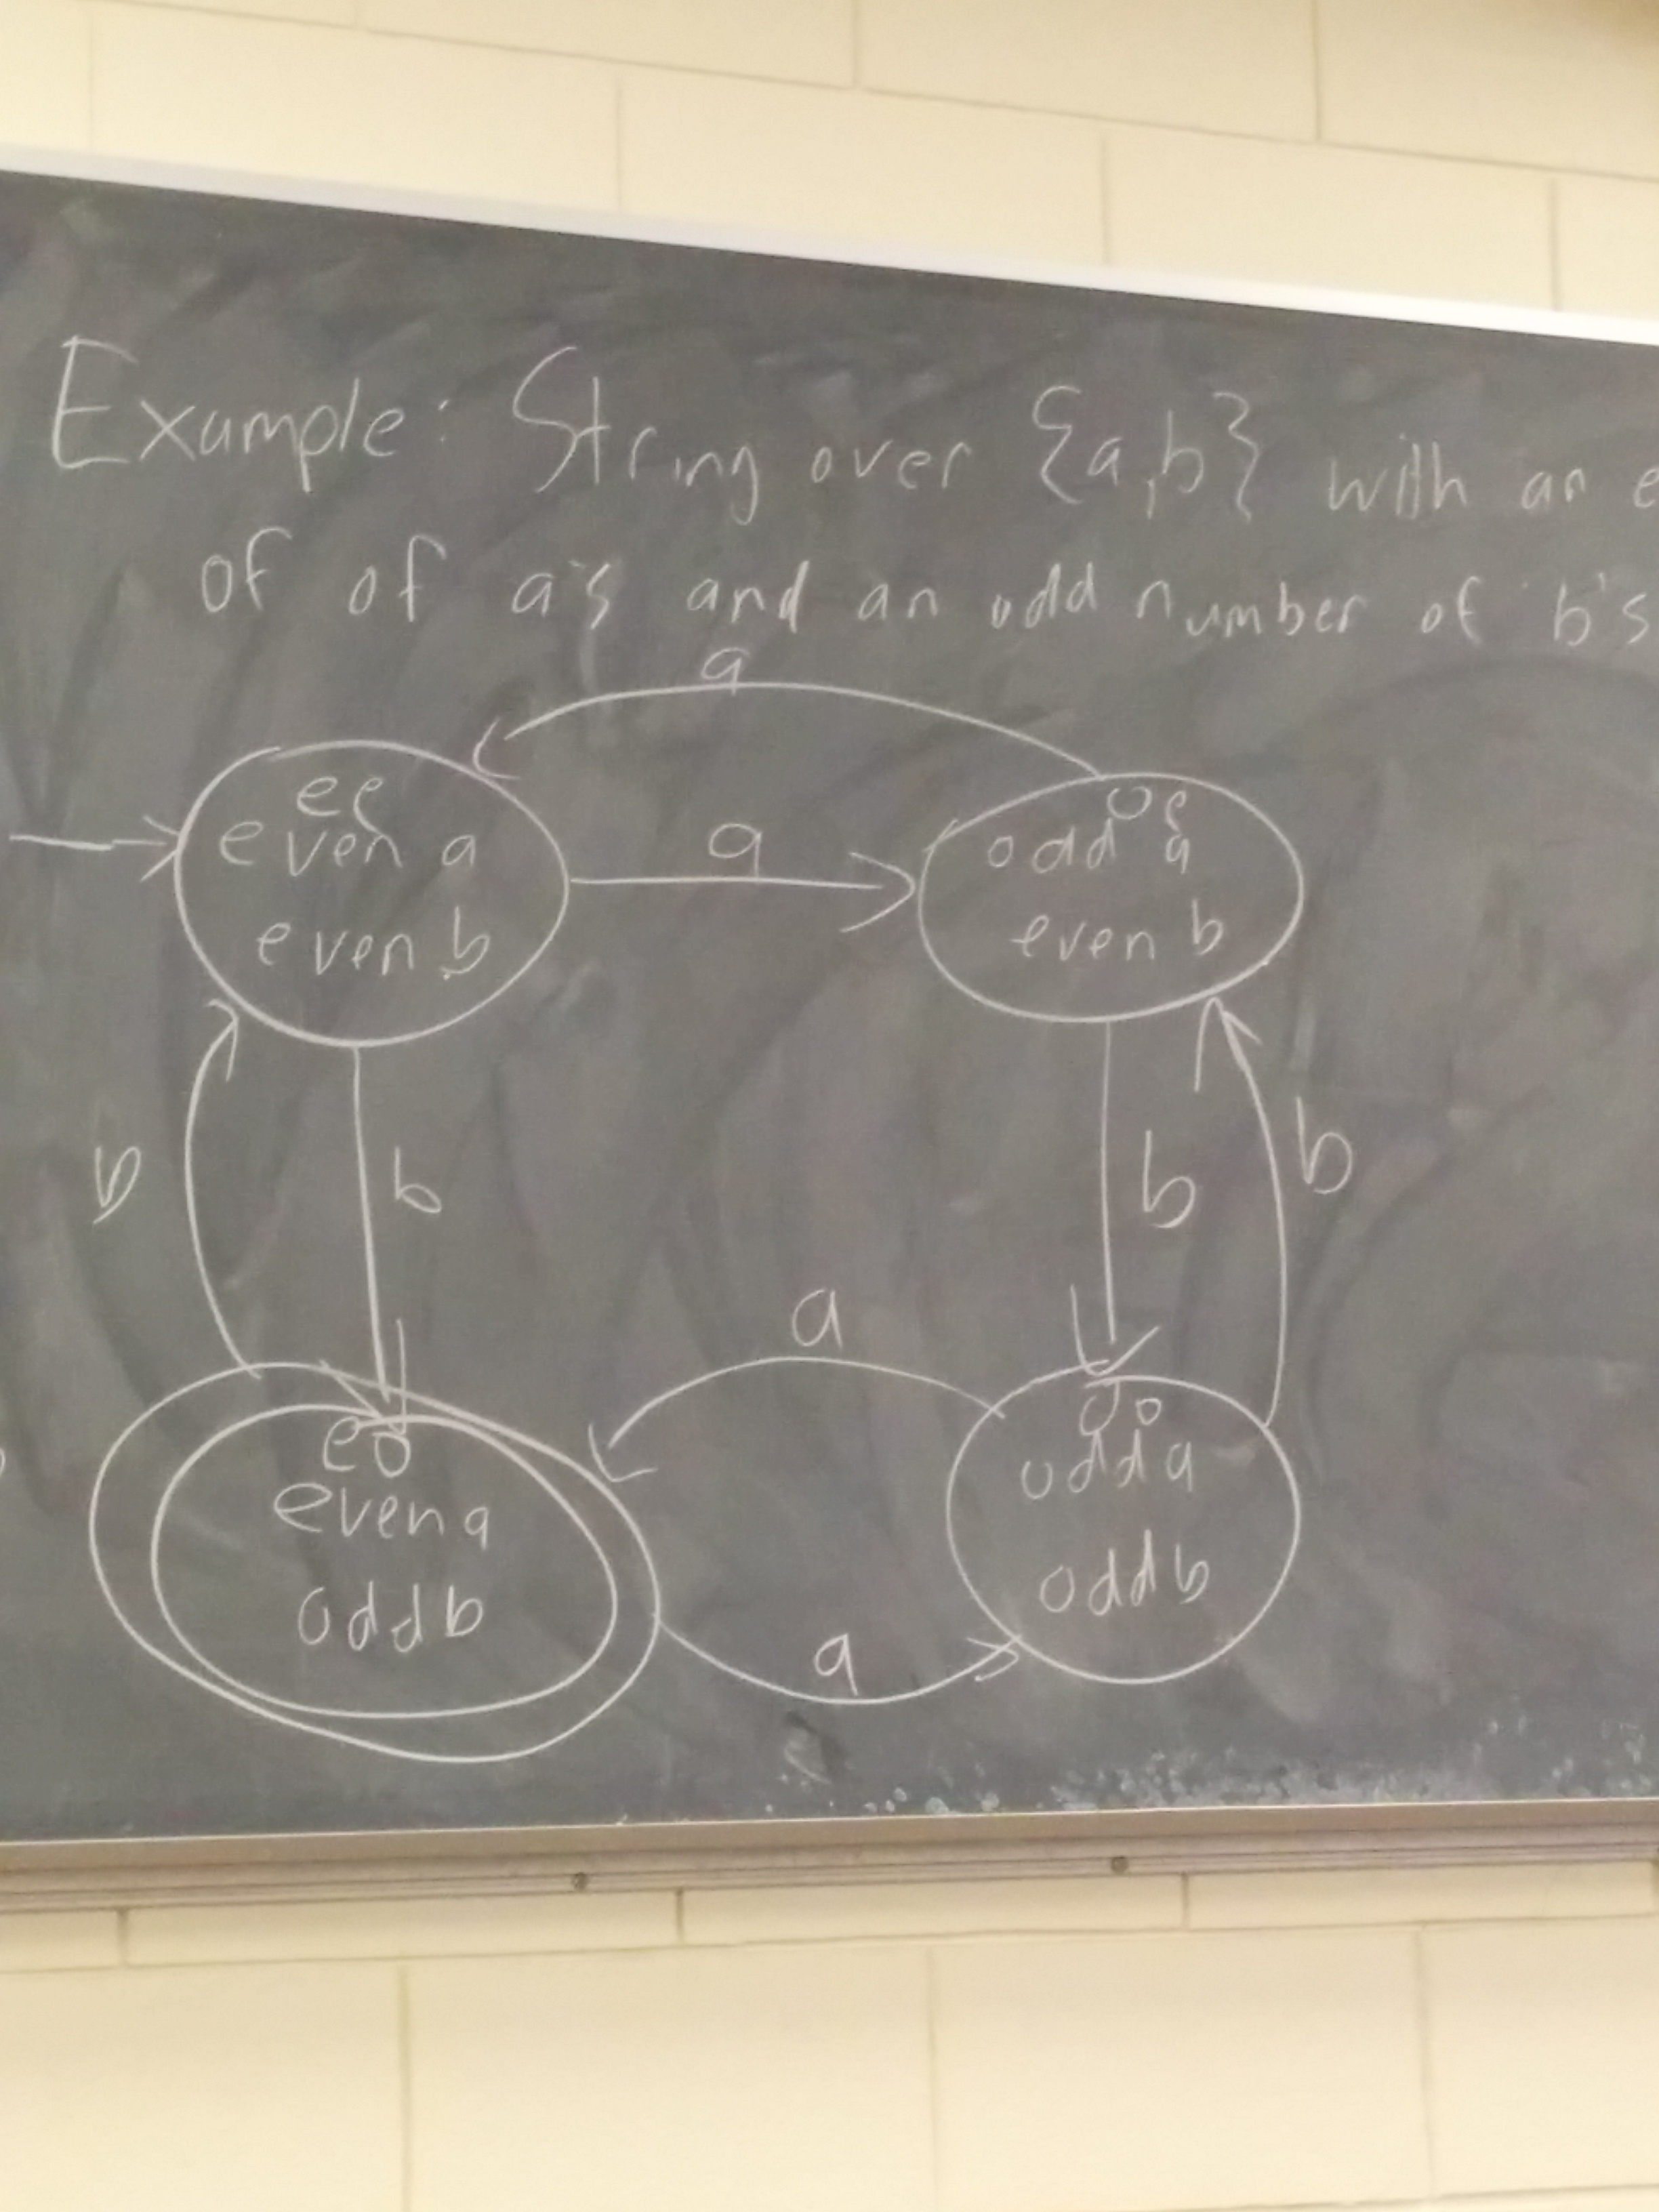 Example: String over {a,b} with an e
of of a's and an odd number of b's
a
ee
even a
even b
a
oe
odd a
even b
b
b
b
b
a
eo
even a
odd b
oo
odd a
odd b
a